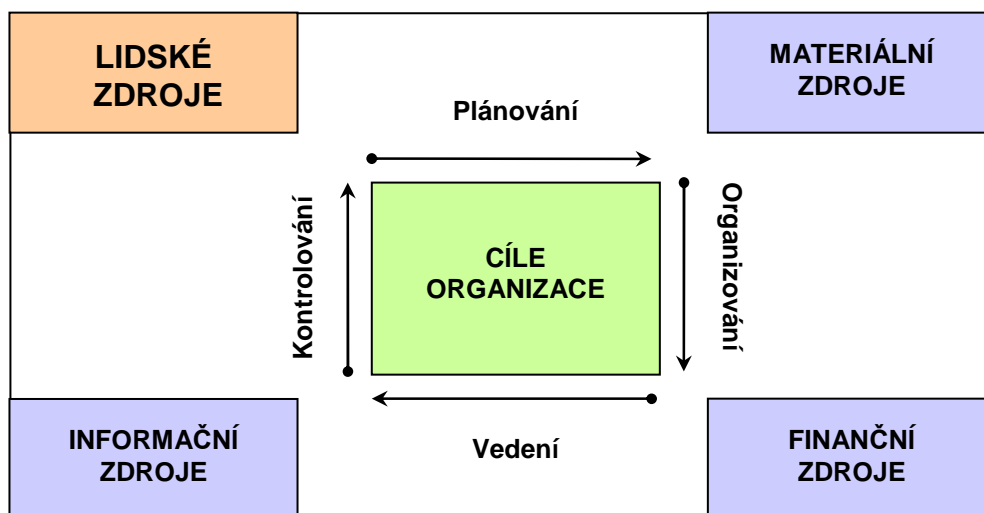 LIDSKÉ
ZDROJE
MATERIÁLNÍ
ZDROJE
Plánování
Kontrolování
CÍLE
ORGANIZACE
Organizování
INFORMAČNÍ
ZDROJE
Vedení
FINANČNÍ
ZDROJE